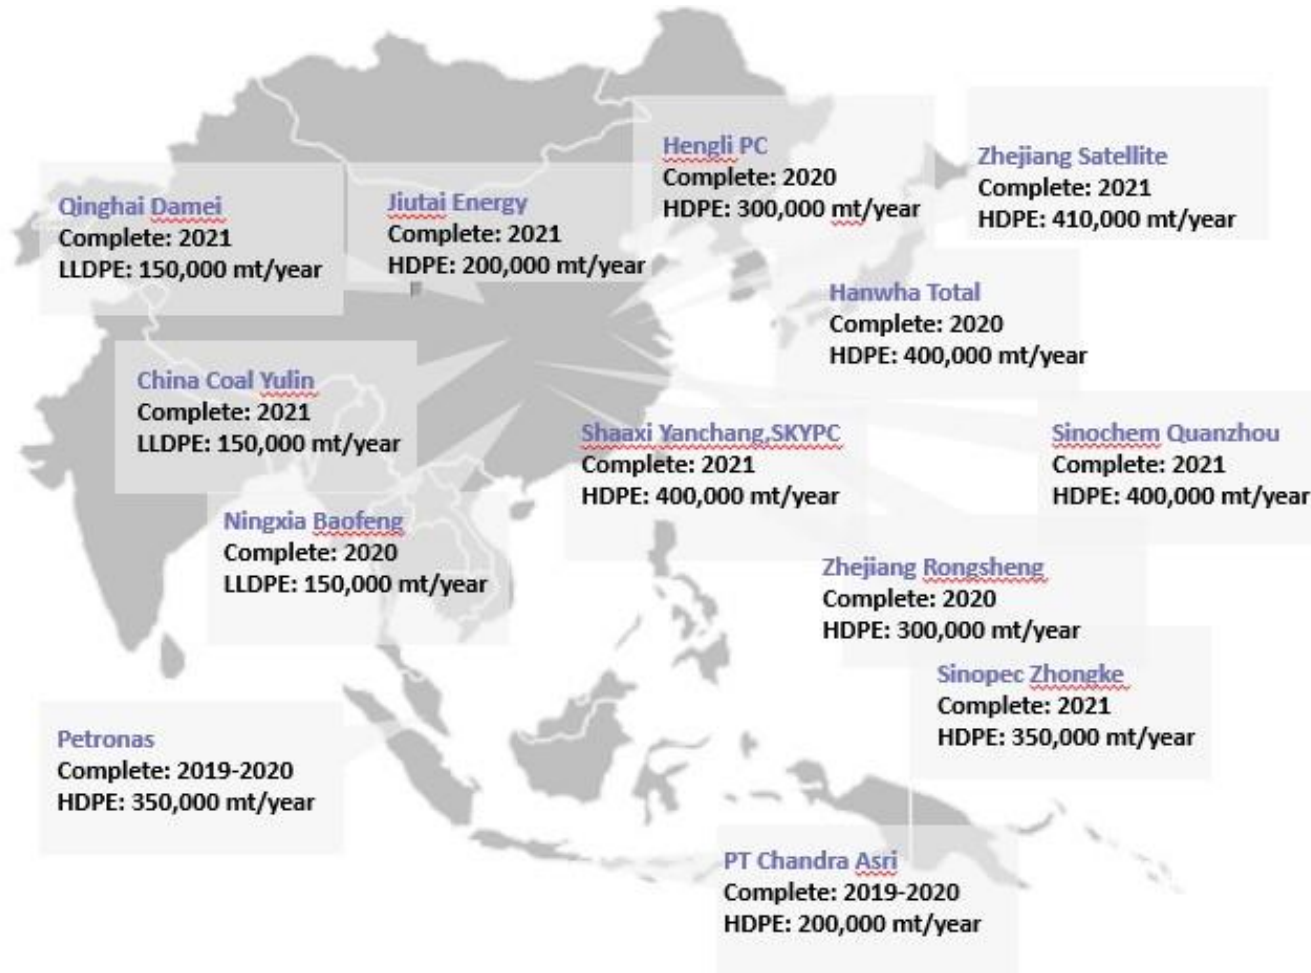 Hengli PC
Complete: 2020
HDPE: 300,000 mt/year
Zhejiang Satellite
Complete: 2021
HDPE: 410,000 mt/year
Qinghai Damei
Complete: 2021
LLDPE: 150,000 mt/year
Jiutai Energy
Complete: 2021
HDPE: 200,000 mt/year
Hanwha Total
Complete: 2020
HDPE: 400,000 mt/year
China Coal Yulin
Complete: 2021
LLDPE: 150,000 mt/year
Shaaxi Yanchang,SKYPC
Complete: 2021
HDPE: 400,000 mt/year
Sinochem Quanzhou
Complete: 2021
HDPE: 400,000 mt/year
Ningxia Baofeng
Complete: 2020
LLDPE: 150,000 mt/year
Zhejiang Rongsheng
Complete: 2020
HDPE: 300,000 mt/year
Sinopec Zhongke
Complete: 2021
HDPE: 350,000 mt/year
Petronas
Complete: 2019-2020
HDPE: 350,000 mt/year
PT Chandra Asri
Complete: 2019-2020
HDPE: 200,000 mt/year